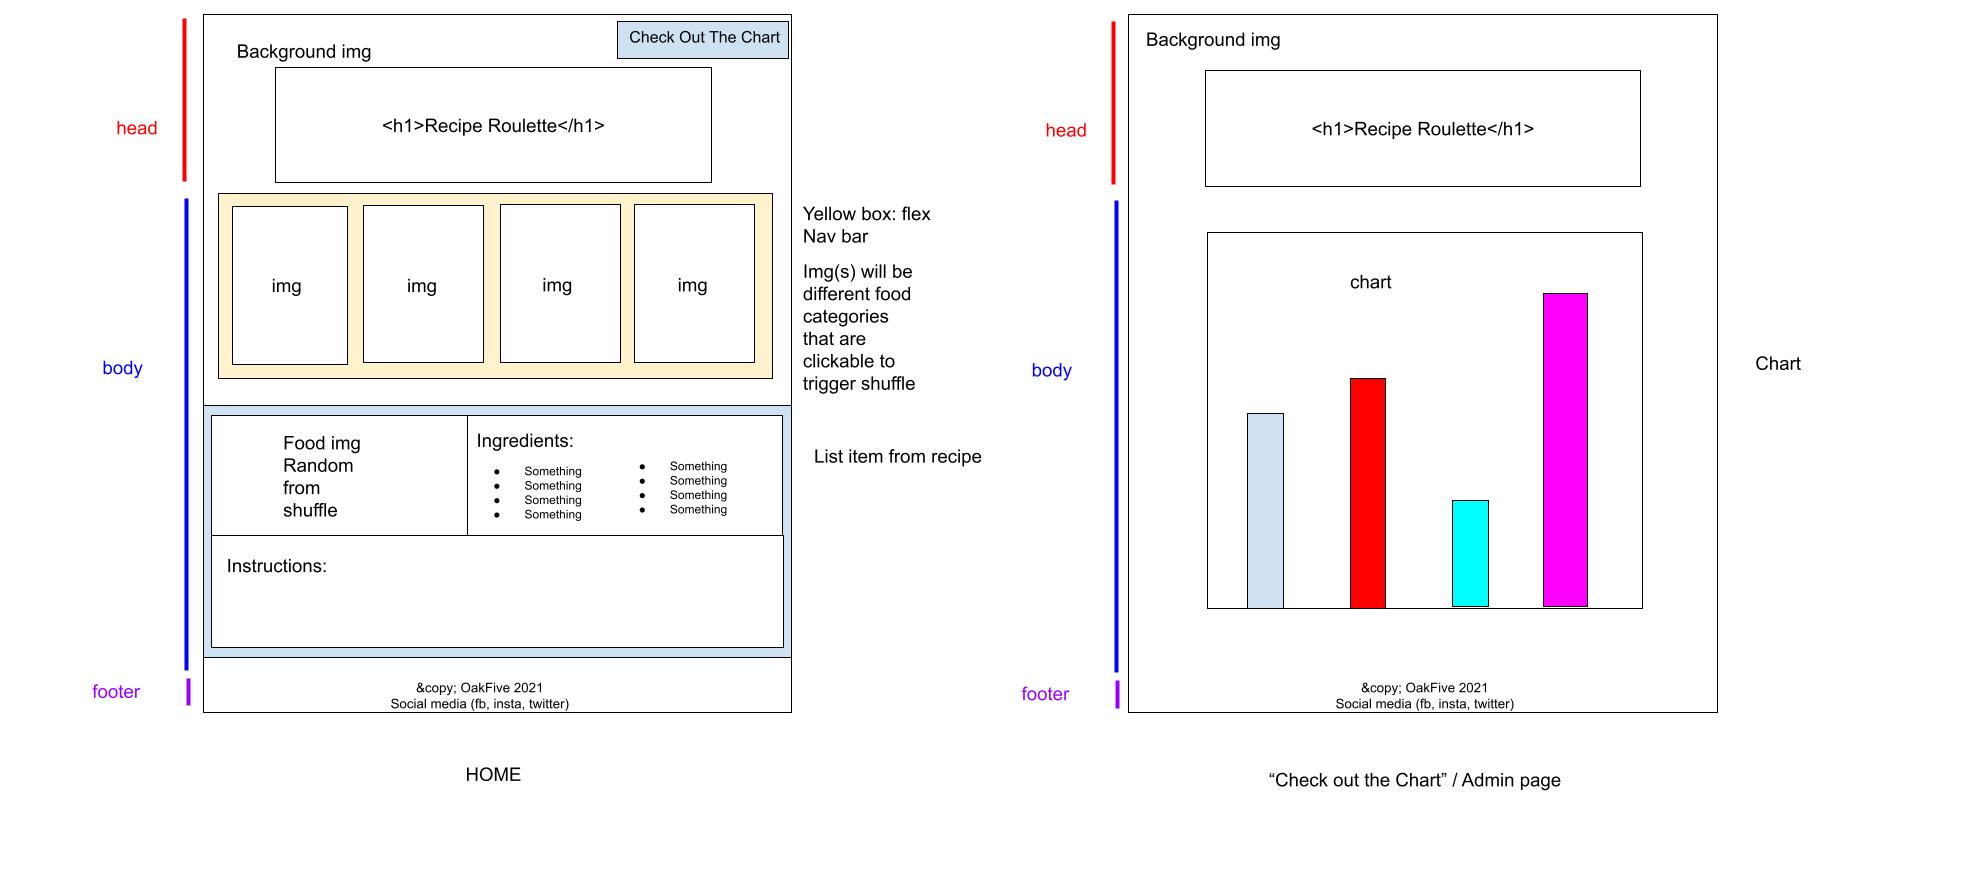 Check Out The Chart
Background img
head
<h1>Recipe Roulette</h1>
img
img
img
img
Yellow box: flex
Nav bar
Img(s) will be
different food
categories
that are
clickable to
trigger shuffle
body
Food img
Random
from
shuffle
Ingredients:
● Something
● Something
● Something
● Something
● Something
● Something
● Something
● Something
List item from recipe
Instructions:
footer
&copy; OakFive 2021
Social media (fb, insta, twitter)
HOME
Background img
head
<h1>Recipe Roulette</h1>
chart
body
Chart
footer
&copy; OakFive 2021
Social media (fb, insta, twitter)
“Check out the Chart” / Admin page